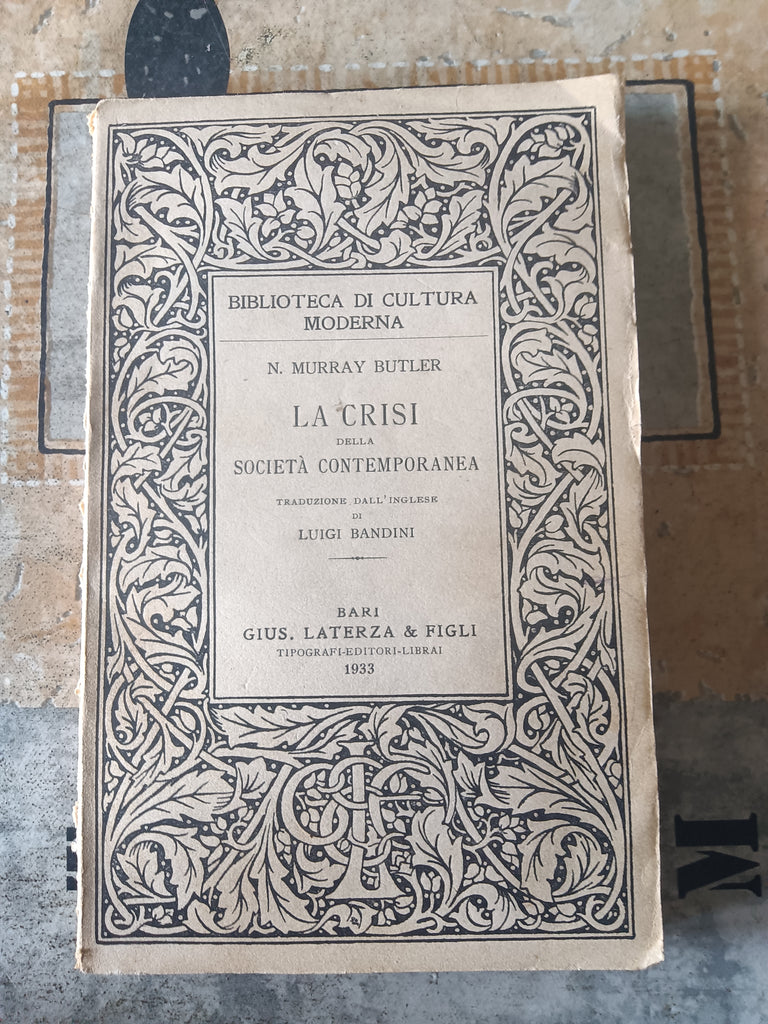 BIBLIOTECA DI CULTURA
MODERNA
N. MURRAY BUTLER
LA CRISI
DELLA
SOCIETÀ CONTEMPORANEA
TRADUZIONE DALL'INGLESE
DI
LUIGI BANDINI
BARI
GIUS. LATERZA & FIGLI
TIPOGRAFI-EDITORI-LIBRAI
1933
M